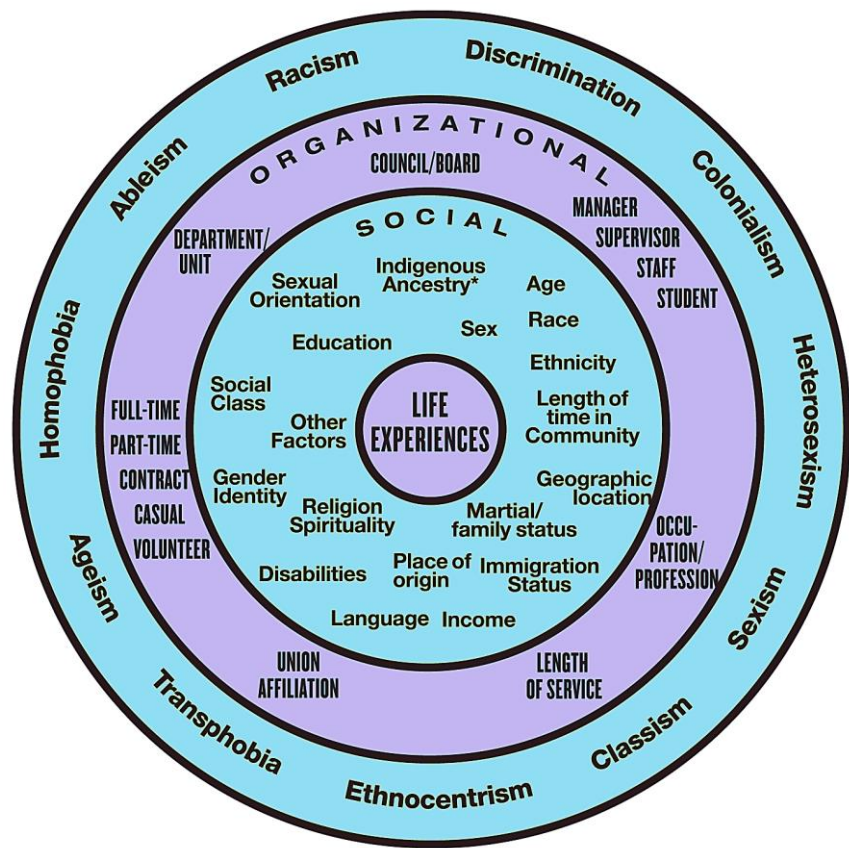 Racism
Discrimination
Colonialism
Heterosexism
Sexism
Classism
Ethnocentrism
Transphobia
Ageism
Homophobia
Ableism
ORGANIZATIONAL
COUNCIL/BOARD
MANAGER
SUPERVISOR
STAFF
STUDENT
OCCU-
PATION/
PROFESSION
LENGTH
OF SERVICE
UNION
AFFILIATION
FULL-TIME
PART-TIME
CONTRACT
CASUAL
VOLUNTEER
DEPARTMENT/
UNIT
SOCIAL
Sexual
Orientation
Indigenous
Ancestry*
Age
Race
Sex
Education
Ethnicity
Social
Class
Length of
time in
Community
Other
Factors
Gender
Identity
Geographic
location
Religion
Spirituality
Martial/
family status
Disabilities
Place of
origin
Immigration
Status
Language
Income
LIFE
EXPERIENCES